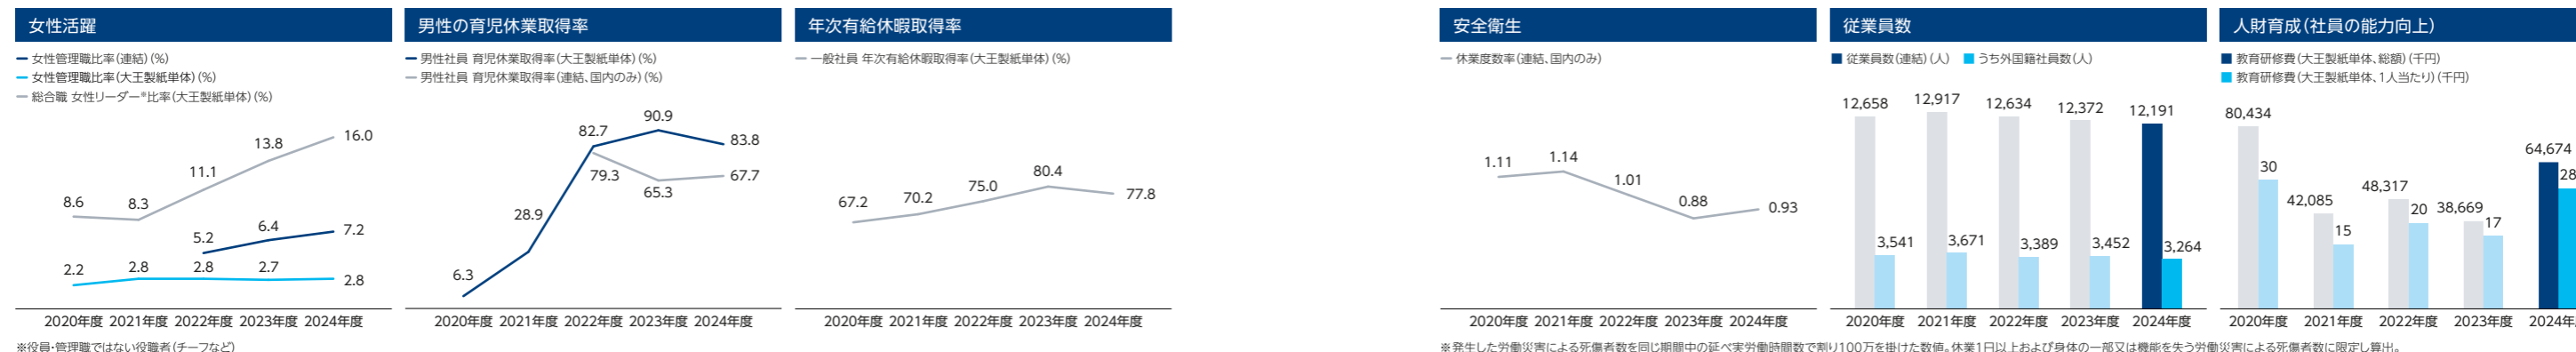 女性活躍
ー 女性管理職比率(連結)(%)
ー 女性管理職比率(大王製紙単体)(%)
ー 総合職 女性リーダー※比率(大王製紙単体)(%)
8.6
8.3
11.1
13.8
16.0
5.2
6.4
7.2
2.2
2.8
2.8
2.7
2.8
2020年度 2021年度 2022年度 2023年度 2024年度
※役員・管理職ではない役職者(チーフなど)
男性の育児休業取得率
ー 男性社員 育児休業取得率(大王製紙単体)(%)
ー 男性社員 育児休業取得率(連結、国内のみ)(%)
6.3
28.9
82.7
90.9
83.8
79.3
65.3
67.7
2020年度 2021年度 2022年度 2023年度 2024年度
年次有給休暇取得率
ー 一般社員 年次有給休暇取得率(大王製紙単体)(%)
67.2
70.2
75.0
80.4
77.8
2020年度 2021年度 2022年度 2023年度 2024年度
安全衛生
ー 休業度数率(連結、国内のみ)
1.11
1.14
1.01
0.88
0.93
2020年度 2021年度 2022年度 2023年度 2024年度
※発生した労働災害による死傷者数を同じ期間中の延べ実労働時間数で割り100万を掛けた数値。休業1日以上および身体の一部又は機能を失う労働災害による死傷者数に限定し算出。
従業員数
従業員数(連結)(人) うち外国籍社員数(人)
12,658
12,917
12,634
12,372
12,191
3,541
3,671
3,389
3,452
3,264
2020年度 2021年度 2022年度 2023年度 2024年度
人財育成(社員の能力向上)
教育研修費(大王製紙単体、総額)(千円)
教育研修費(大王製紙単体、1人当たり)(千円)
80,434
30
42,085
15
48,317
20
38,669
17
64,674
28
2020年度 2021年度 2022年度 2023年度 2024年